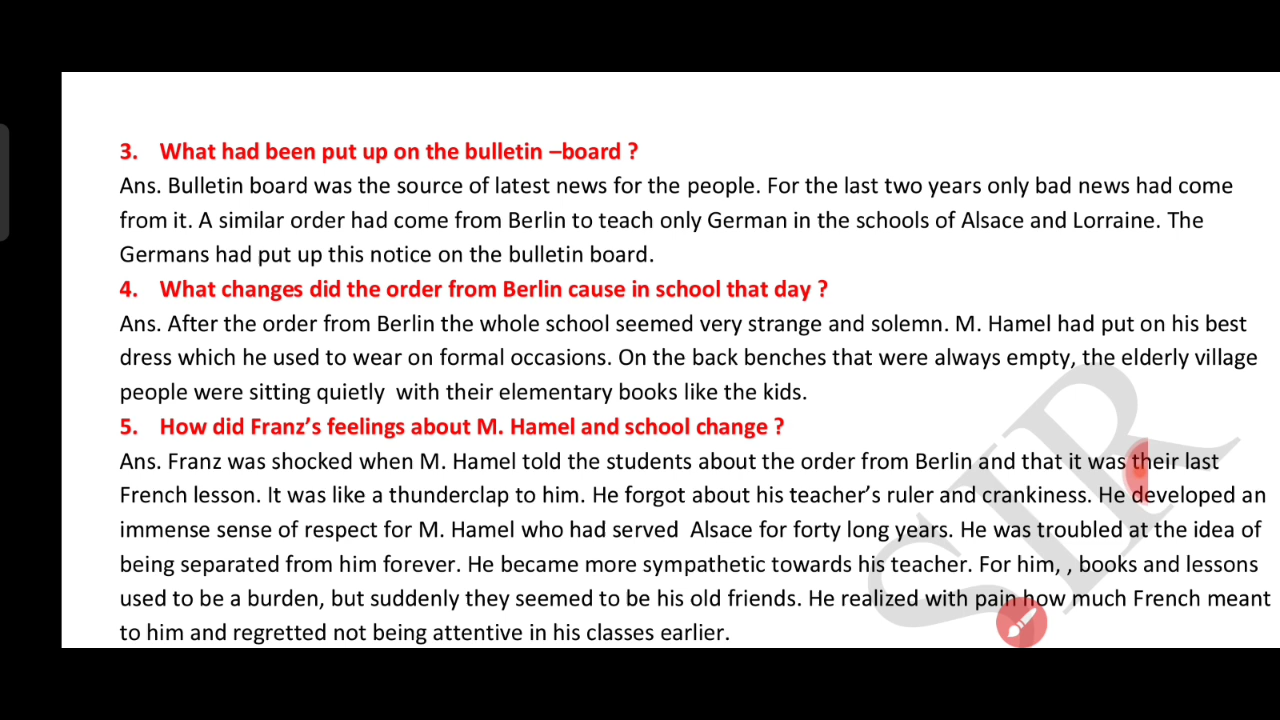 3. What had been put up on the bulletin –board ?
Ans. Bulletin board was the source of latest news for the people. For the last two years only bad news had come
from it. A similar order had come from Berlin to teach only German in the schools of Alsace and Lorraine. The
Germans had put up this notice on the bulletin board.
4. What changes did the order from Berlin cause in school that day ?
Ans. After the order from Berlin the whole school seemed very strange and solemn. M. Hamel had put on his best
dress which he used to wear on formal occasions. On the back benches that were always empty, the elderly village
people were sitting quietly  with their elementary books like the kids.
5. How did Franz’s feelings about M. Hamel and school change ?
Ans. Franz was shocked when M. Hamel told the students about the order from Berlin and that it was their last
French lesson. It was like a thunderclap to him. He forgot about his teacher’s ruler and crankiness. He developed an
immense sense of respect for M. Hamel who had served  Alsace for forty long years. He was troubled at the idea of
being separated from him forever. He became more sympathetic towards his teacher. For him, , books and lessons
used to be a burden, but suddenly they seemed to be his old friends. He realized with pain how much French meant
to him and regretted not being attentive in his classes earlier.
SIR